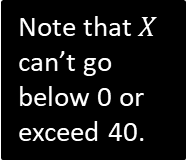 Note that X
can’t go
below 0 or
exceed 40.